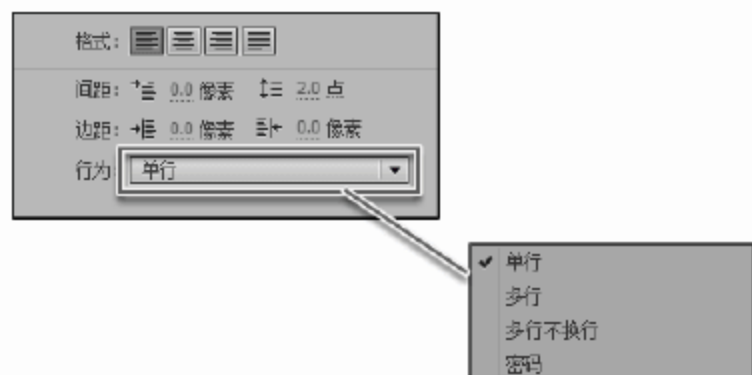 格式:
间距: 0.0 像素 2.0 点
边距: 0.0 像素 0.0 像素
行为: 单行
单行
多行
多行不换行
密码